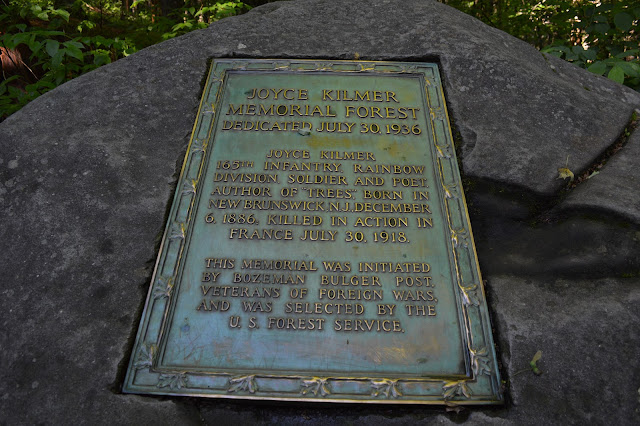 JOYCE KILMER
MEMORIAL FOREST
DEDICATED JULY 30, 1936
JOYCE KILMER
165TH INFANTRY, RAINBOW
DIVISION, SOLDIER AND POET,
AUTHOR OF "TREES", BORN IN
NEW BRUNSWICK, N.J., DECEMBER
6, 1886. KILLED IN ACTION IN
FRANCE JULY 30, 1918.
THIS MEMORIAL WAS INITIATED
BY BOZEMAN BULGER POST,
VETERANS OF FOREIGN WARS,
AND WAS SELECTED BY THE
U. S. FOREST SERVICE.